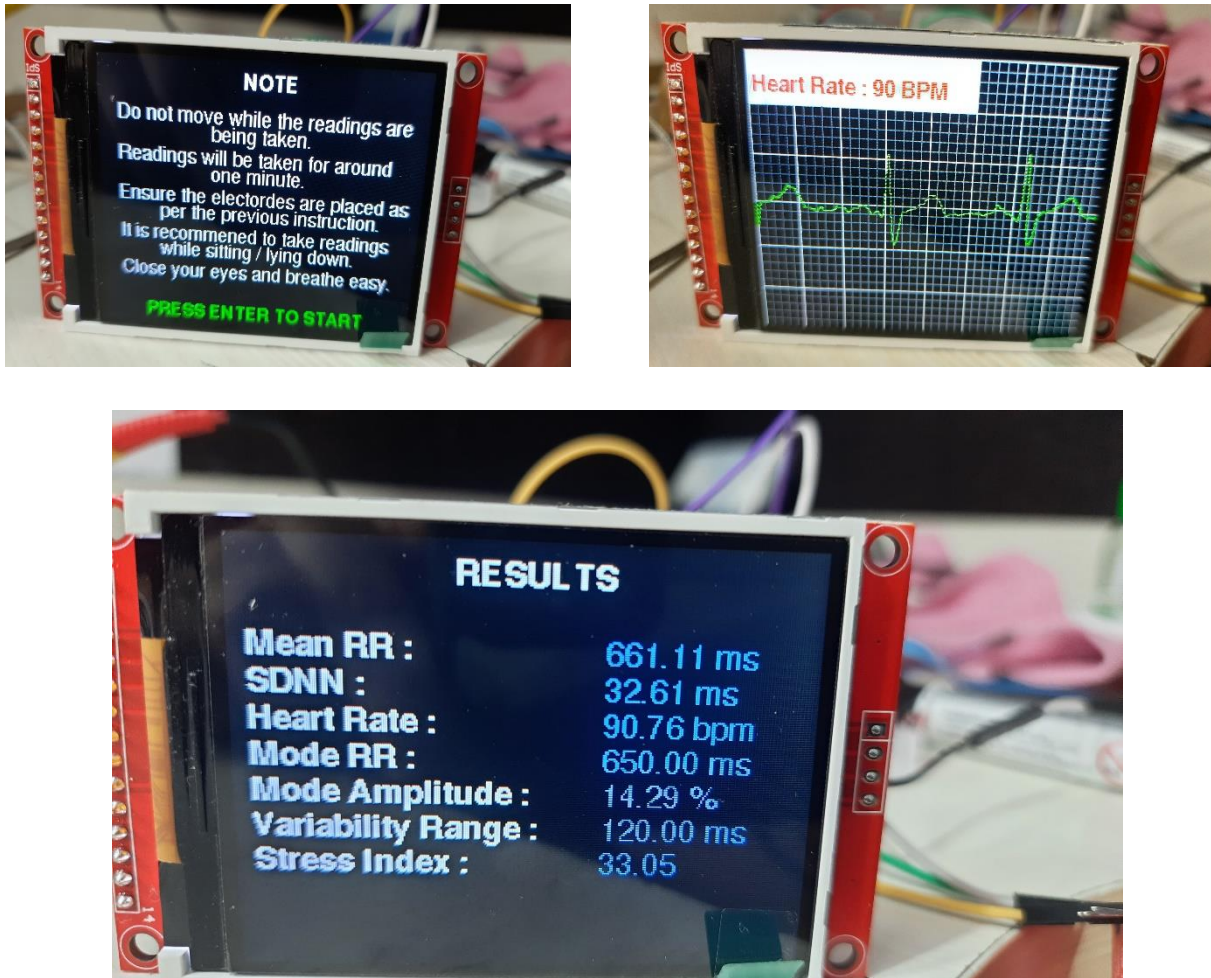 NOTE
Do not move while the readings are
being taken.
Readings will be taken for around
one minute.
Ensure the electordes are placed as
per the previous instruction.
It is recommened to take readings
while sitting / lying down.
Close your eyes and breathe easy.
PRESS ENTER TO START
Heart Rate : 90 BPM
RESULTS
Mean RR : 661.11 ms
SDNN : 32.61 ms
Heart Rate : 90.76 bpm
Mode RR : 650.00 ms
Mode Amplitude : 14.29 %
Variability Range : 120.00 ms
Stress Index : 33.05
14